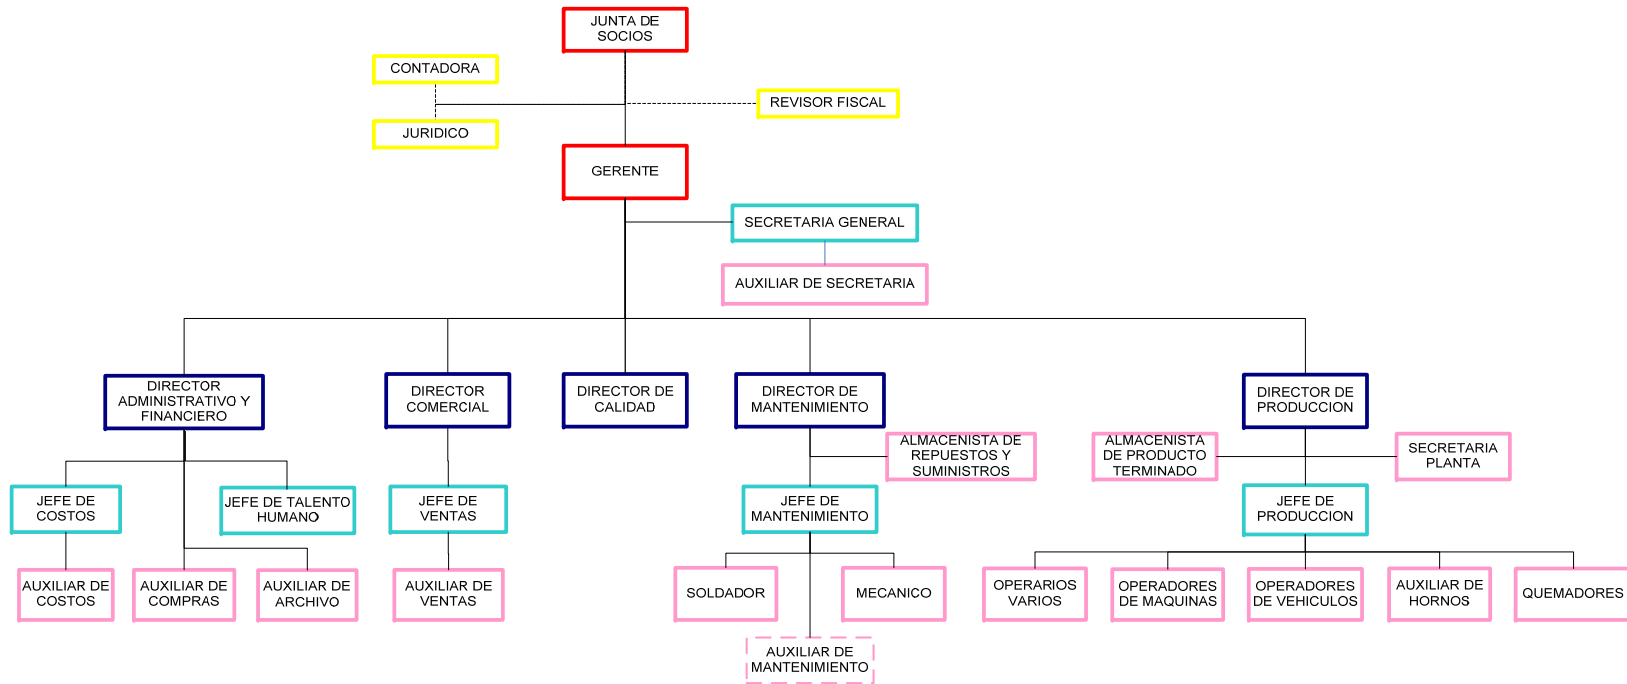 JUNTA DE
SOCIOS
CONTADORA
REVISOR FISCAL
JURIDICO
GERENTE
SECRETARIA GENERAL
AUXILIAR DE SECRETARIA
DIRECTOR
ADMINISTRATIVO Y
FINANCIERO
DIRECTOR
COMERCIAL
DIRECTOR DE
CALIDAD
DIRECTOR DE
MANTENIMIENTO
DIRECTOR DE
PRODUCCION
ALMACENISTA DE
REPUESTOS Y
SUMINISTROS
ALMACENISTA
DE PRODUCTO
TERMINADO
SECRETARIA
PLANTA
JEFE DE
COSTOS
JEFE DE TALENTO
HUMANO
JEFE DE
VENTAS
JEFE DE
MANTENIMIENTO
JEFE DE
PRODUCCION
AUXILIAR DE
COSTOS
AUXILIAR DE
COMPRAS
AUXILIAR DE
ARCHIVO
AUXILIAR DE
VENTAS
SOLDADOR
MECANICO
OPERARIOS
VARIOS
OPERADORES
DE MAQUINAS
OPERADORES
DE VEHICULOS
AUXILIAR DE
HORNOS
QUEMADORES
AUXILIAR DE
MANTENIMIENTO